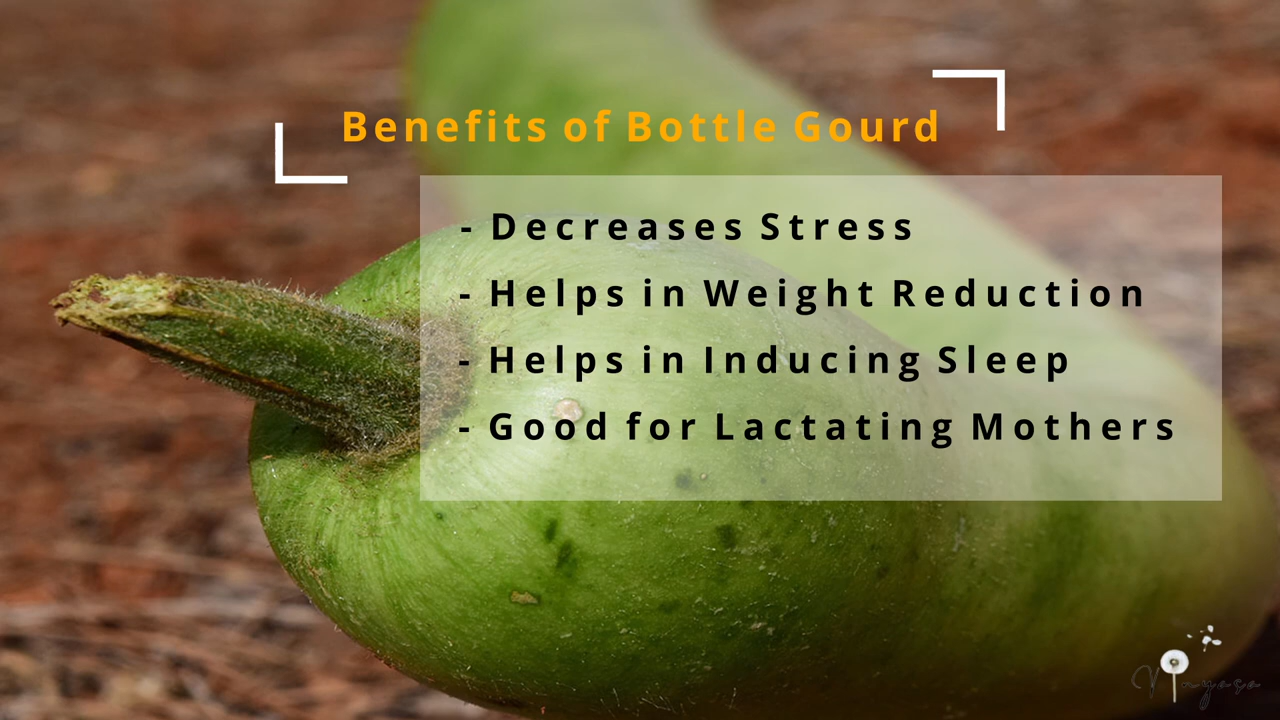 Benefits of Bottle Gourd
- Decreases Stress
- Helps in Weight Reduction
- Helps in Inducing Sleep
- Good for Lactating Mothers